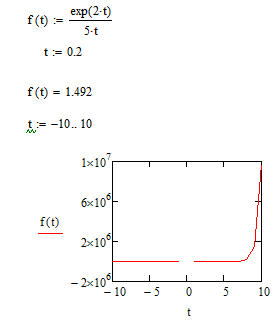 f(t) := exp(2·t)
5·t
t := 0.2
f(t) = 1.492
t := −10.. 10
1×10⁷
6×10⁶
f(t)
2×10⁶
−2×10⁶
−10 −5 0 5 10
t